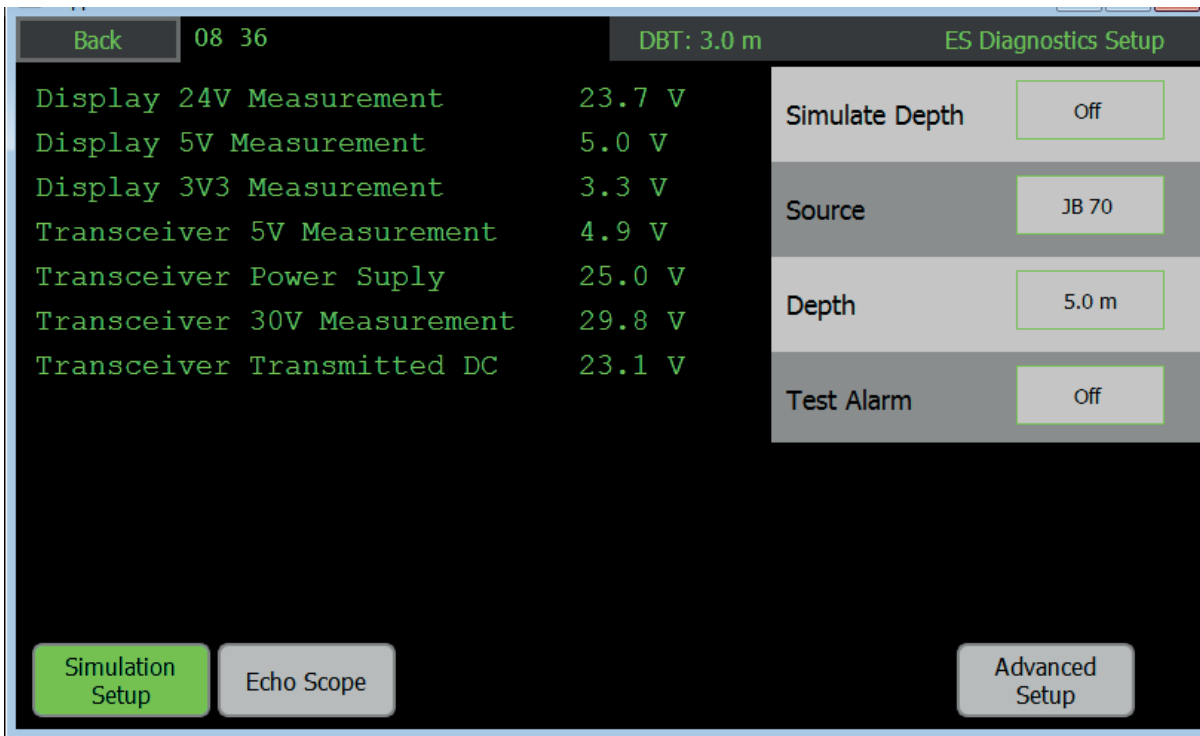 Back 08 36 DBT: 3.0 m ES Diagnostics Setup
Display 24V Measurement 23.7 V
Display 5V Measurement 5.0 V
Display 3V3 Measurement 3.3 V
Transceiver 5V Measurement 4.9 V
Transceiver Power Suply 25.0 V
Transceiver 30V Measurement 29.8 V
Transceiver Transmitted DC 23.1 V
Simulate Depth Off
Source JB 70
Depth 5.0 m
Test Alarm Off
Simulation
Setup
Echo Scope
Advanced
Setup